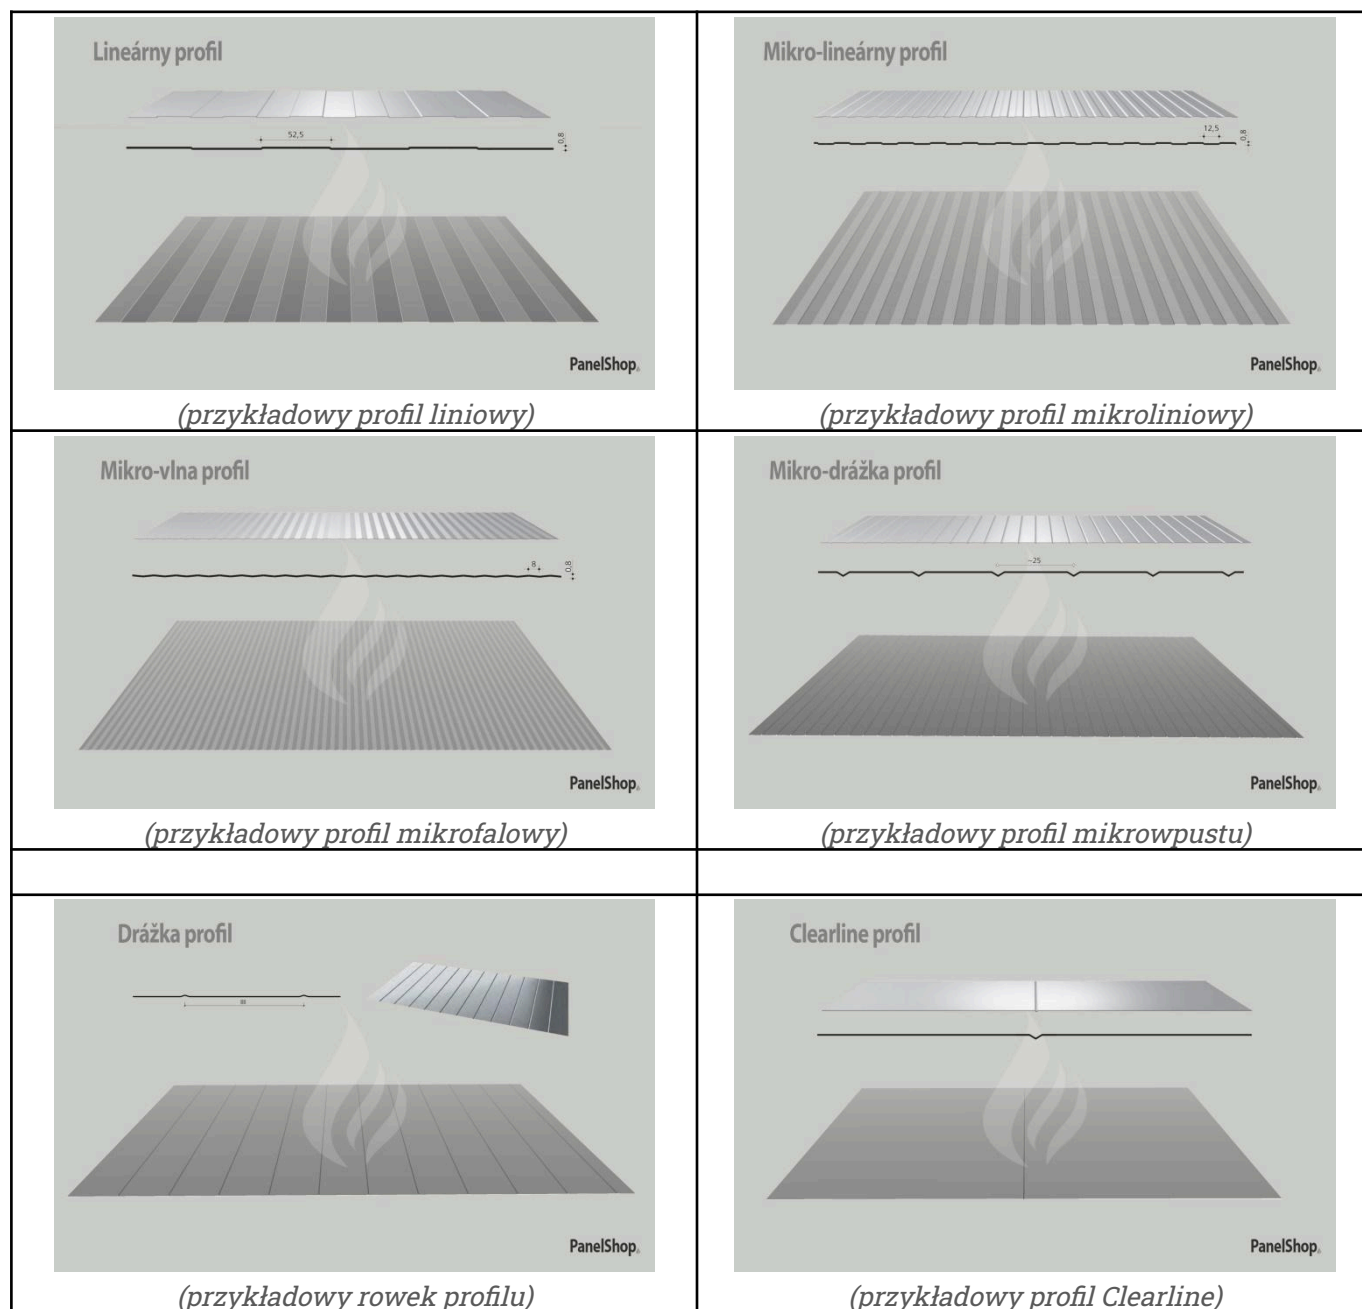 Lineárny profil
52,5
0,8
PanelShop
(przykładowy profil liniowy)
Mikro-lineárny profil
12,5
0,8
PanelShop
(przykładowy profil mikroliniowy)
Mikro-vlna profil
8
0,8
PanelShop
(przykładowy profil mikrofalowy)
Mikro-drážka profil
~25
PanelShop
(przykładowy profil mikrowpustu)
Drážka profil
PanelShop
(przykładowy rowek profilu)
Clearline profil
PanelShop
(przykładowy profil Clearline)